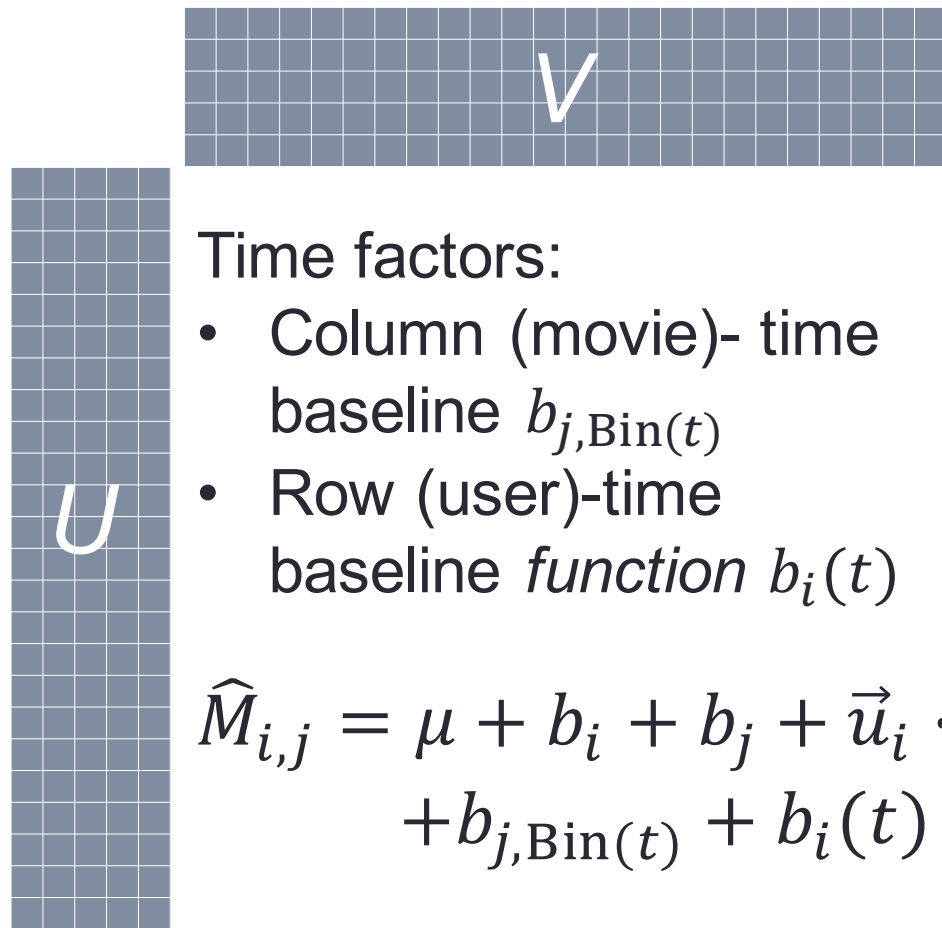 V
U
Time factors:
• Column (movie)- time
baseline b_{j,Bin(t)}
• Row (user)-time
baseline function b_i(t)
M̂_{i,j} = μ + b_i + b_j + u⃗_i ·
+b_{j,Bin(t)} + b_i(t)